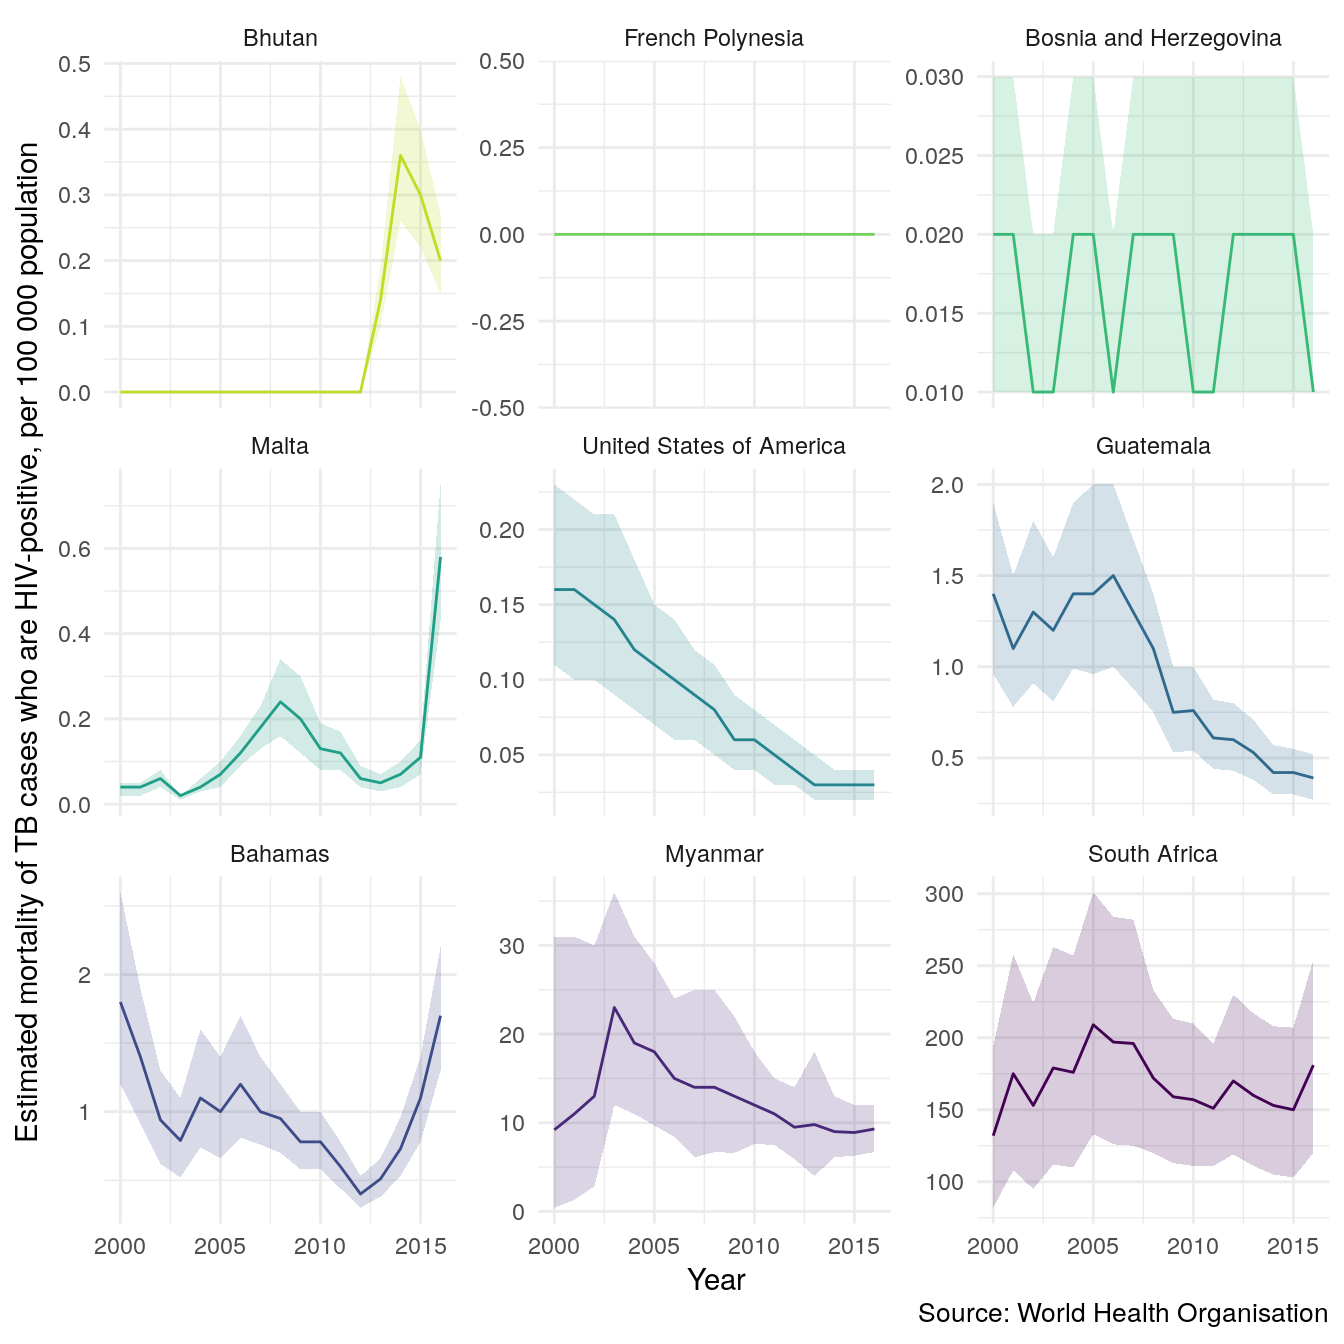 Bhutan
French Polynesia
Bosnia and Herzegovina
0.5
0.4
0.3
0.2
0.1
0.0
0.50
0.25
0.00
-0.25
-0.50
0.030
0.025
0.020
0.015
0.010
Malta
United States of America
Guatemala
0.6
0.4
0.2
0.0
0.20
0.15
0.10
0.05
2.0
1.5
1.0
0.5
Bahamas
Myanmar
South Africa
2
1
30
20
10
0
300
250
200
150
100
2000 2005 2010 2015
2000 2005 2010 2015
2000 2005 2010 2015
Estimated mortality of TB cases who are HIV-positive, per 100 000 population
Year
Source: World Health Organisation